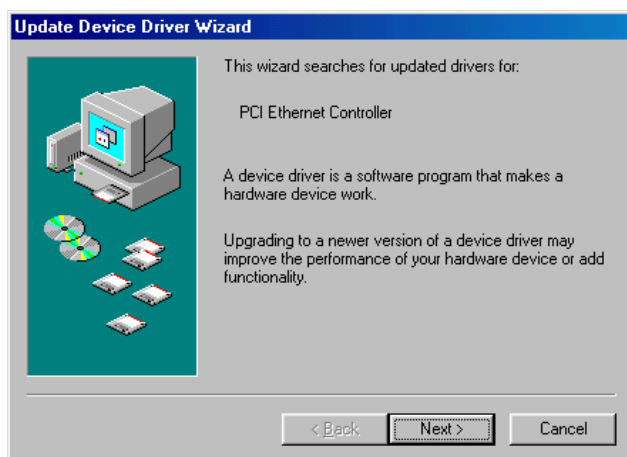 Update Device Driver Wizard
This wizard searches for updated drivers for:
PCI Ethernet Controller
A device driver is a software program that makes a
hardware device work.
Upgrading to a newer version of a device driver may
improve the performance of your hardware device or add
functionality.
< Back
Next >
Cancel